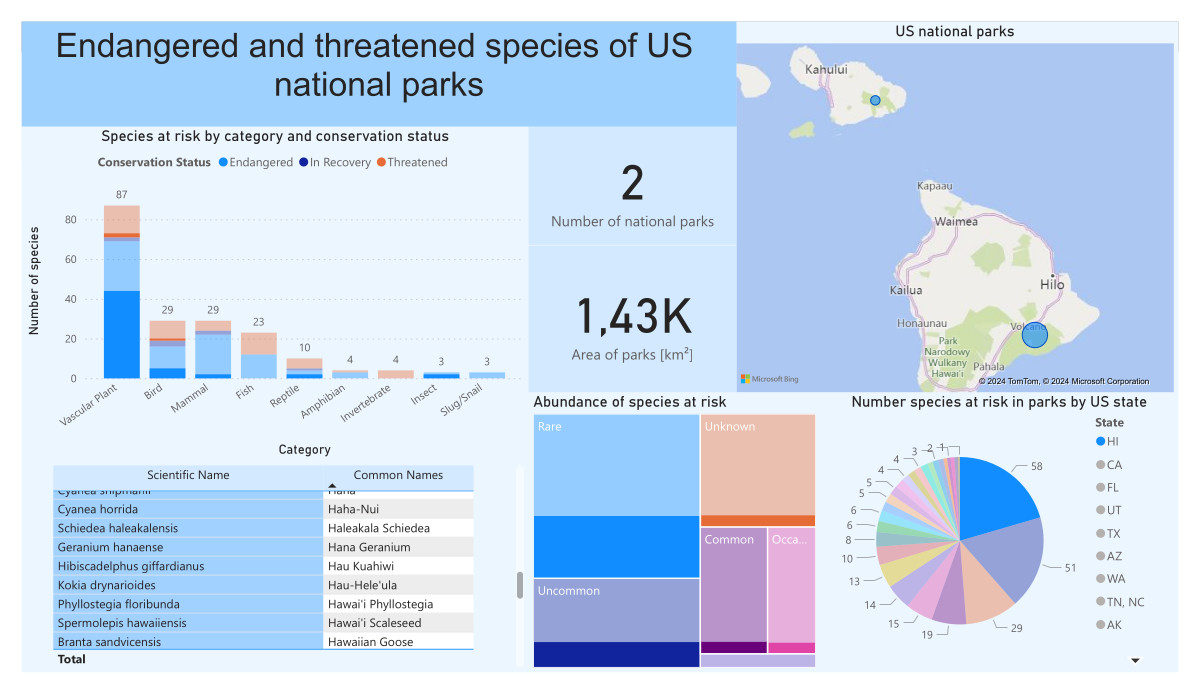 Endangered and threatened species of US
national parks
US national parks
Kahului
Kapaau
Waimea
Hilo
Kailua
Honaunau
Volcano
Park
Narodowy
Wulkany
Hawai'i
Pahala
Microsoft Bing
© 2024 TomTom, © 2024 Microsoft Corporation
Species at risk by category and conservation status
Conservation Status Endangered In Recovery Threatened
Number of species
87
80
60
40
20
0
29
29
23
10
4
4
3
3
Vascular Plant
Bird
Mammal
Fish
Reptile
Amphibian
Invertebrate
Insect
Slug/Snail
Category
2
Number of national parks
1,43K
Area of parks [km²]
Scientific Name Common Names
Cyanea shipmanii Haha
Cyanea horrida Haha-Nui
Schiedea haleakalensis Haleakala Schiedea
Geranium hanaense Hana Geranium
Hibiscadelphus giffardianus Hau Kuahiwi
Kokia drynarioides Hau-Hele'ula
Phyllostegia floribunda Hawai'i Phyllostegia
Spermolepis hawaiiensis Hawai'i Scaleseed
Branta sandvicensis Hawaiian Goose
Total
Abundance of species at risk
Rare
Unknown
Common
Occa...
Uncommon
Number species at risk in parks by US state
58
51
29
19
15
14
13
10
8
6
6
5
5
4
4
3
2
1
State
HI
CA
FL
UT
TX
AZ
WA
TN, NC
AK